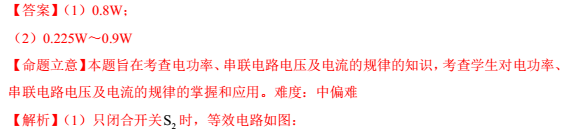 【答案】（1）0.8W；
（2）0.225W～0.9W
【命题立意】本题旨在考查电功率、串联电路电压及电流的规律的知识，考查学生对电功率、
串联电路电压及电流的规律的掌握和应用。难度：中偏难
【解析】（1）只闭合开关S₂时，等效电路如图：